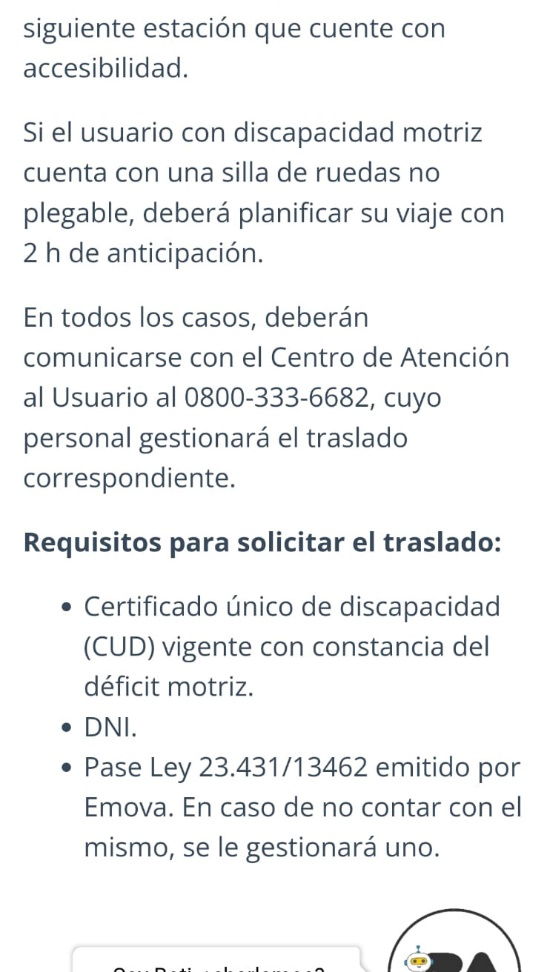 siguiente estación que cuente con
accesibilidad.
Si el usuario con discapacidad motriz
cuenta con una silla de ruedas no
plegable, deberá planificar su viaje con
2 h de anticipación.
En todos los casos, deberán
comunicarse con el Centro de Atención
al Usuario al 0800-333-6682, cuyo
personal gestionará el traslado
correspondiente.
Requisitos para solicitar el traslado:
• Certificado único de discapacidad
(CUD) vigente con constancia del
déficit motriz.
• DNI.
• Pase Ley 23.431/13462 emitido por
Emova. En caso de no contar con el
mismo, se le gestionará uno.